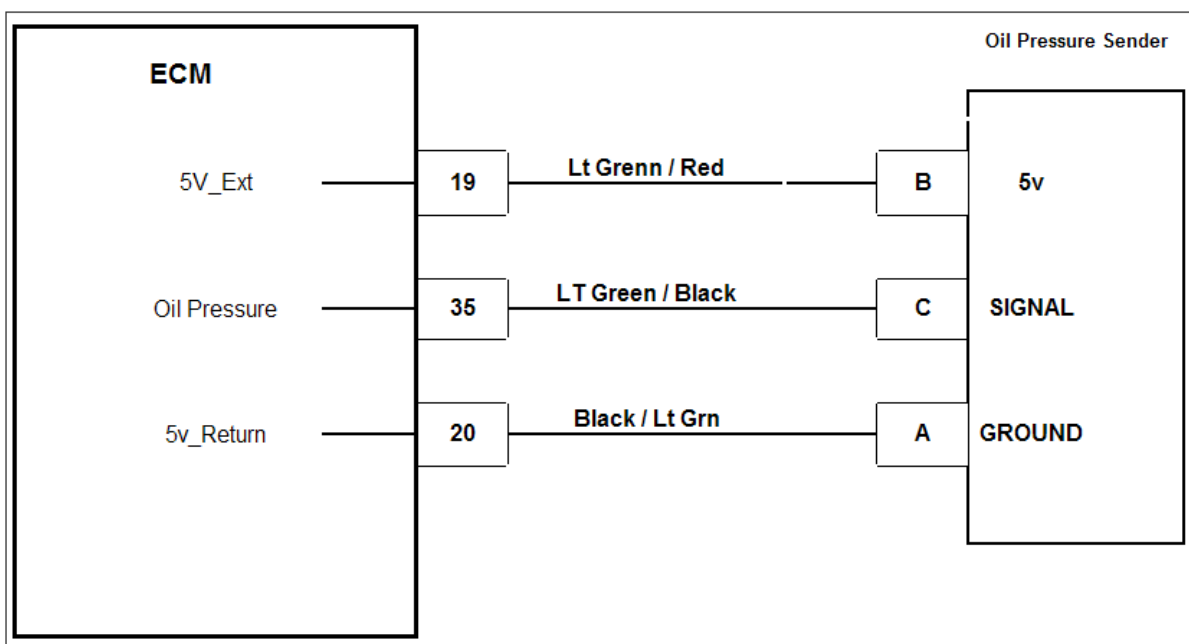 Oil Pressure Sender
ECM
5V_Ext
19
Lt Grenn / Red
B
5v
Oil Pressure
35
LT Green / Black
C
SIGNAL
5v_Return
20
Black / Lt Grn
A
GROUND